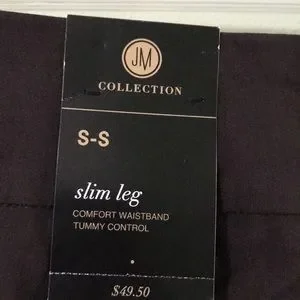 JM
COLLECTION
S-S
slim leg
COMFORT WAISTBAND
TUMMY CONTROL
$49.50